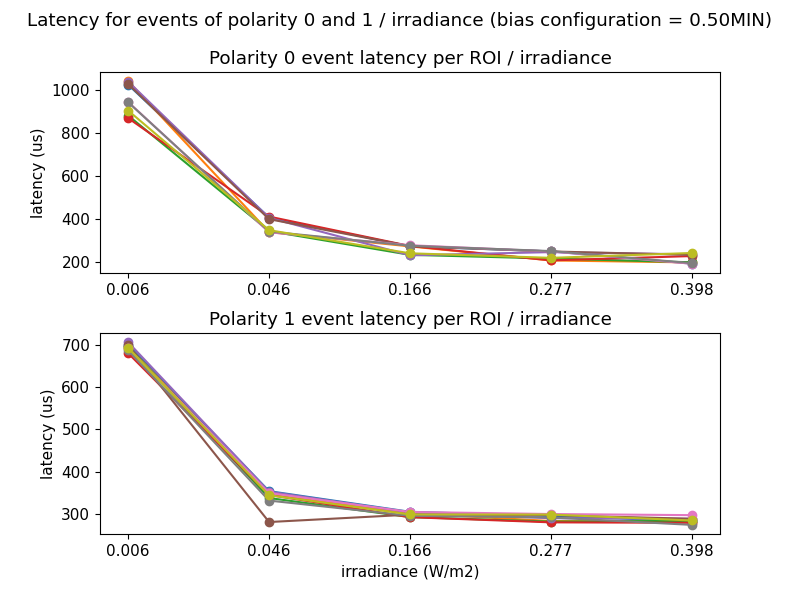 Latency for events of polarity 0 and 1 / irradiance (bias configuration = 0.50MIN)
Polarity 0 event latency per ROI / irradiance
latency (us)
1000
800
600
400
200
0.006 0.046 0.166 0.277 0.398
Polarity 1 event latency per ROI / irradiance
latency (us)
700
600
500
400
300
0.006 0.046 0.166 0.277 0.398
irradiance (W/m2)